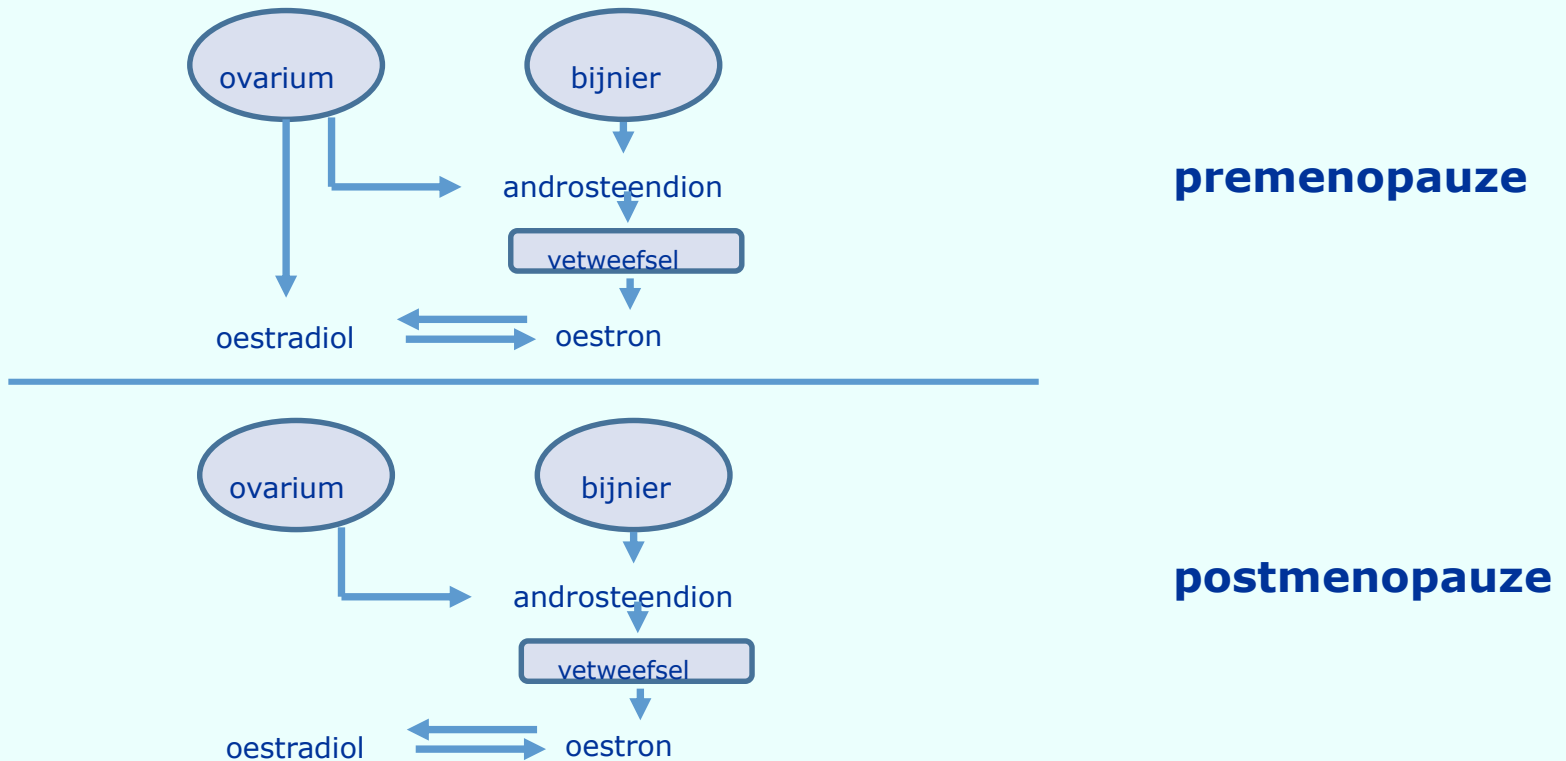 ovarium
bijnier
androsteendion
premenopauze
vetweefsel
oestradiol
oestron
ovarium
bijnier
androsteendion
postmenopauze
vetweefsel
oestradiol
oestron